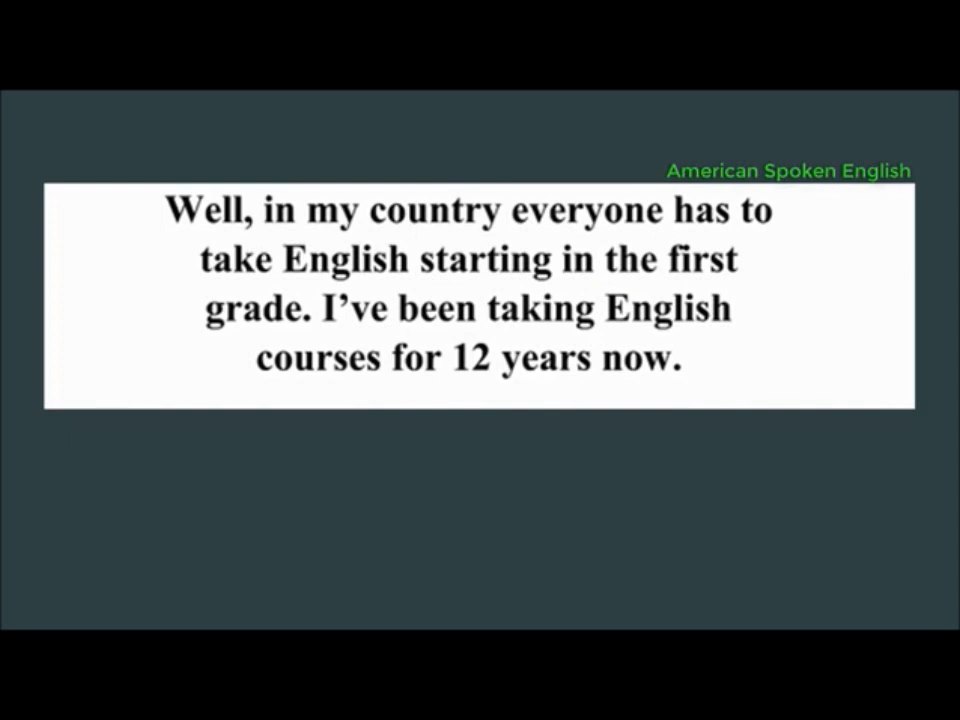 American Spoken English
Well, in my country everyone has to
take English starting in the first
grade. I’ve been taking English
courses for 12 years now.